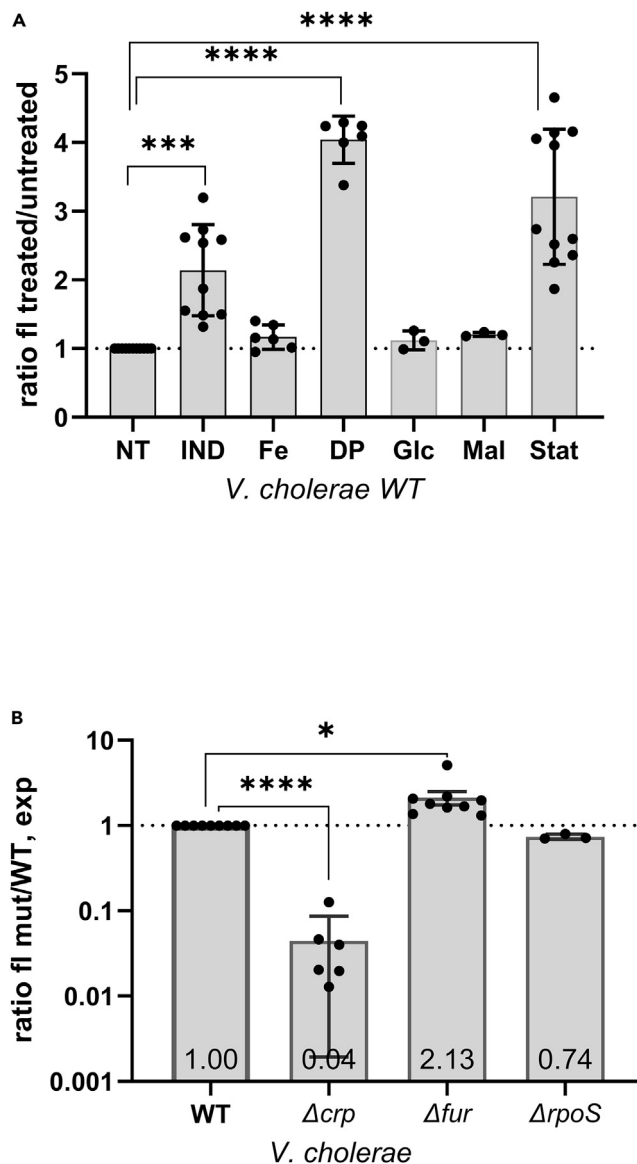 A
****
****
***
ratio fl treated/untreated
5
4
3
2
1
0
NT IND Fe DP Glc Mal Stat
V. cholerae WT
B
*
****
ratio fl mut/WT, exp
10
1
0.1
0.01
0.001
1.00 0.04 2.13 0.74
WT Δcrp Δfur ΔrpoS
V. cholerae